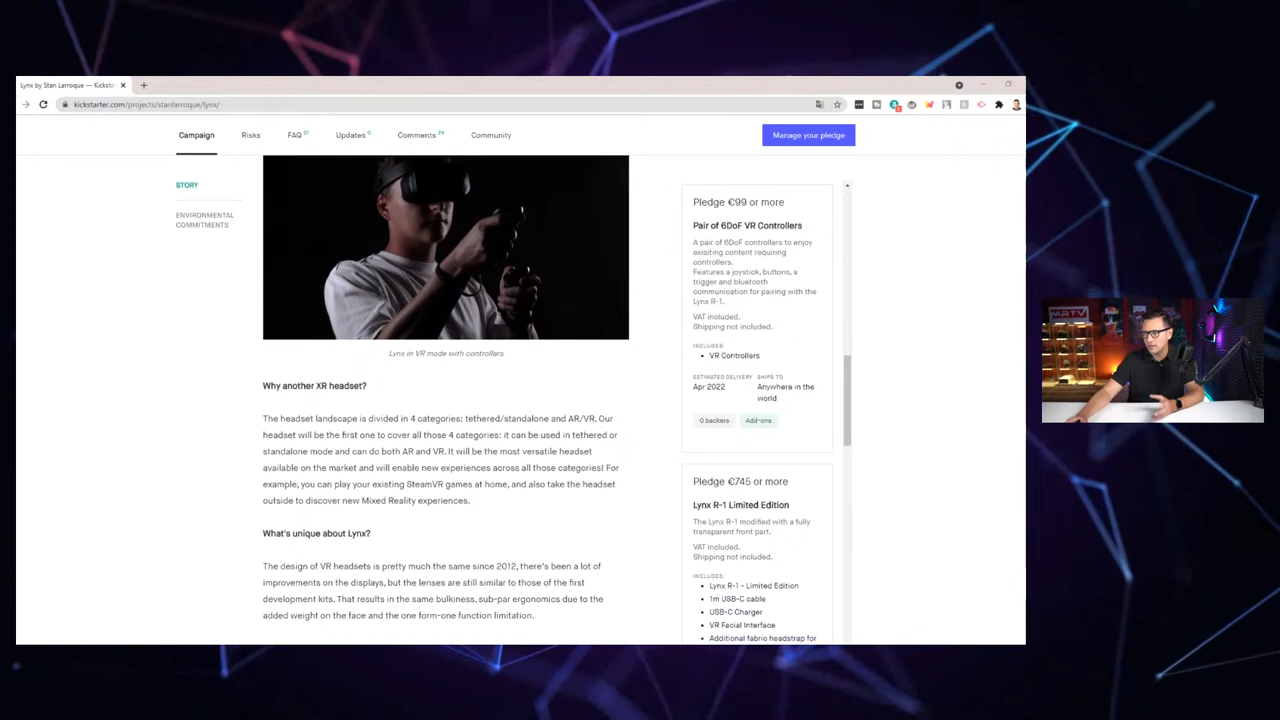 Lynx by Stan Larroque — Kicksta
kickstarter.com/projects/stanlarroque/lynx/
Campaign
Risks
FAQ 21
Updates 0
Comments 24
Community
Manage your pledge
STORY
ENVIRONMENTAL
COMMITMENTS
Lynx in VR mode with controllers
Why another XR headset?
The headset landscape is divided in 4 categories: tethered/standalone and AR/VR. Our
headset will be the first one to cover all those 4 categories: it can be used in tethered or
standalone mode and can do both AR and VR. It will be the most versatile headset
available on the market and will enable new experiences across all those categories! For
example, you can play your existing SteamVR games at home, and also take the headset
outside to discover new Mixed Reality experiences.
What's unique about Lynx?
The design of VR headsets is pretty much the same since 2012, there's been a lot of
improvements on the displays, but the lenses are still similar to those of the first
development kits. That results in the same bulkiness, sub-par ergonomics due to the
added weight on the face and the one form-one function limitation.
Pledge €99 or more
Pair of 6DoF VR Controllers
A pair of 6DoF controllers to enjoy
exisiting content requiring
controllers.
Features a joystick, buttons, a
trigger and bluetooth
communication for pairing with the
Lynx R-1.
VAT included.
Shipping not included.
INCLUDES:
• VR Controllers
ESTIMATED DELIVERY
Apr 2022
SHIPS TO
Anywhere in the
world
0 backers
Add-ons
Pledge €745 or more
Lynx R-1 Limited Edition
The Lynx R-1 modified with a fully
transparent front part.
VAT included.
Shipping not included.
INCLUDES:
• Lynx R-1 - Limited Edition
• 1m USB-C cable
• USB-C Charger
• VR Facial Interface
• Additional fabric headstrap for
MRTV
DOOM